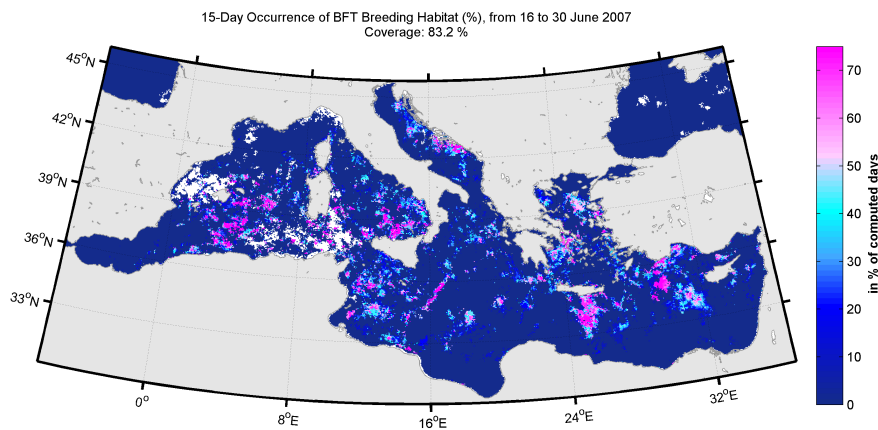 15-Day Occurrence of BFT Breeding Habitat (%), from 16 to 30 June 2007
Coverage: 83.2 %
45°N
42°N
39°N
36°N
33°N
0°
8°E
16°E
24°E
32°E
70
60
50
40
30
20
10
0
in % of computed days